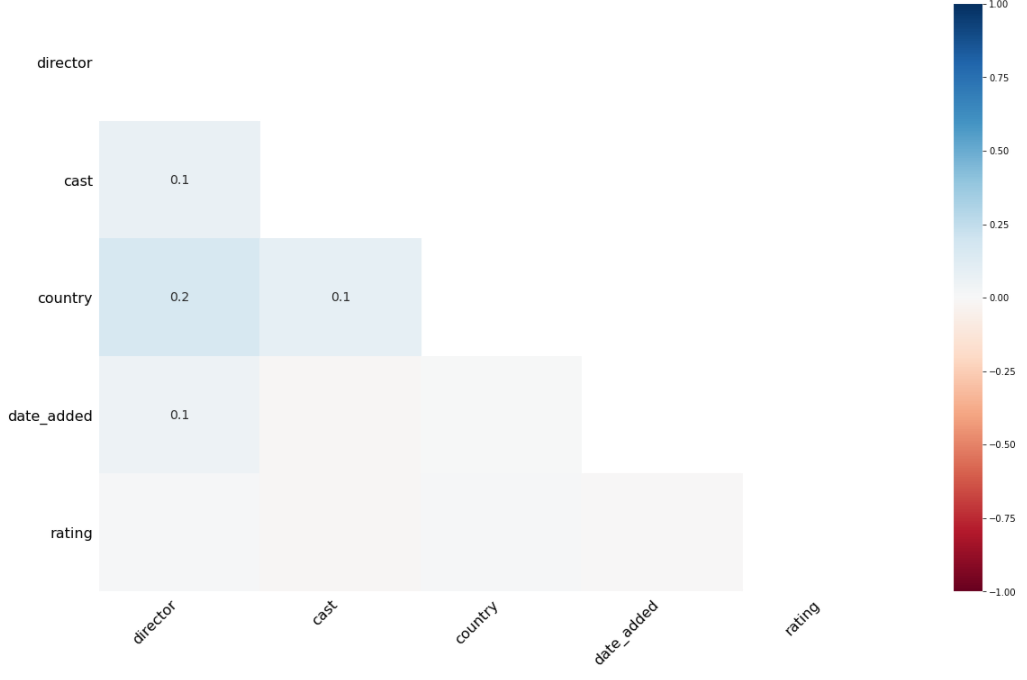 director
cast
country
date_added
rating
0.1
0.2 0.1
0.1
director cast country date_added rating
1.00
0.75
0.50
0.25
0.00
−0.25
−0.50
−0.75
−1.00